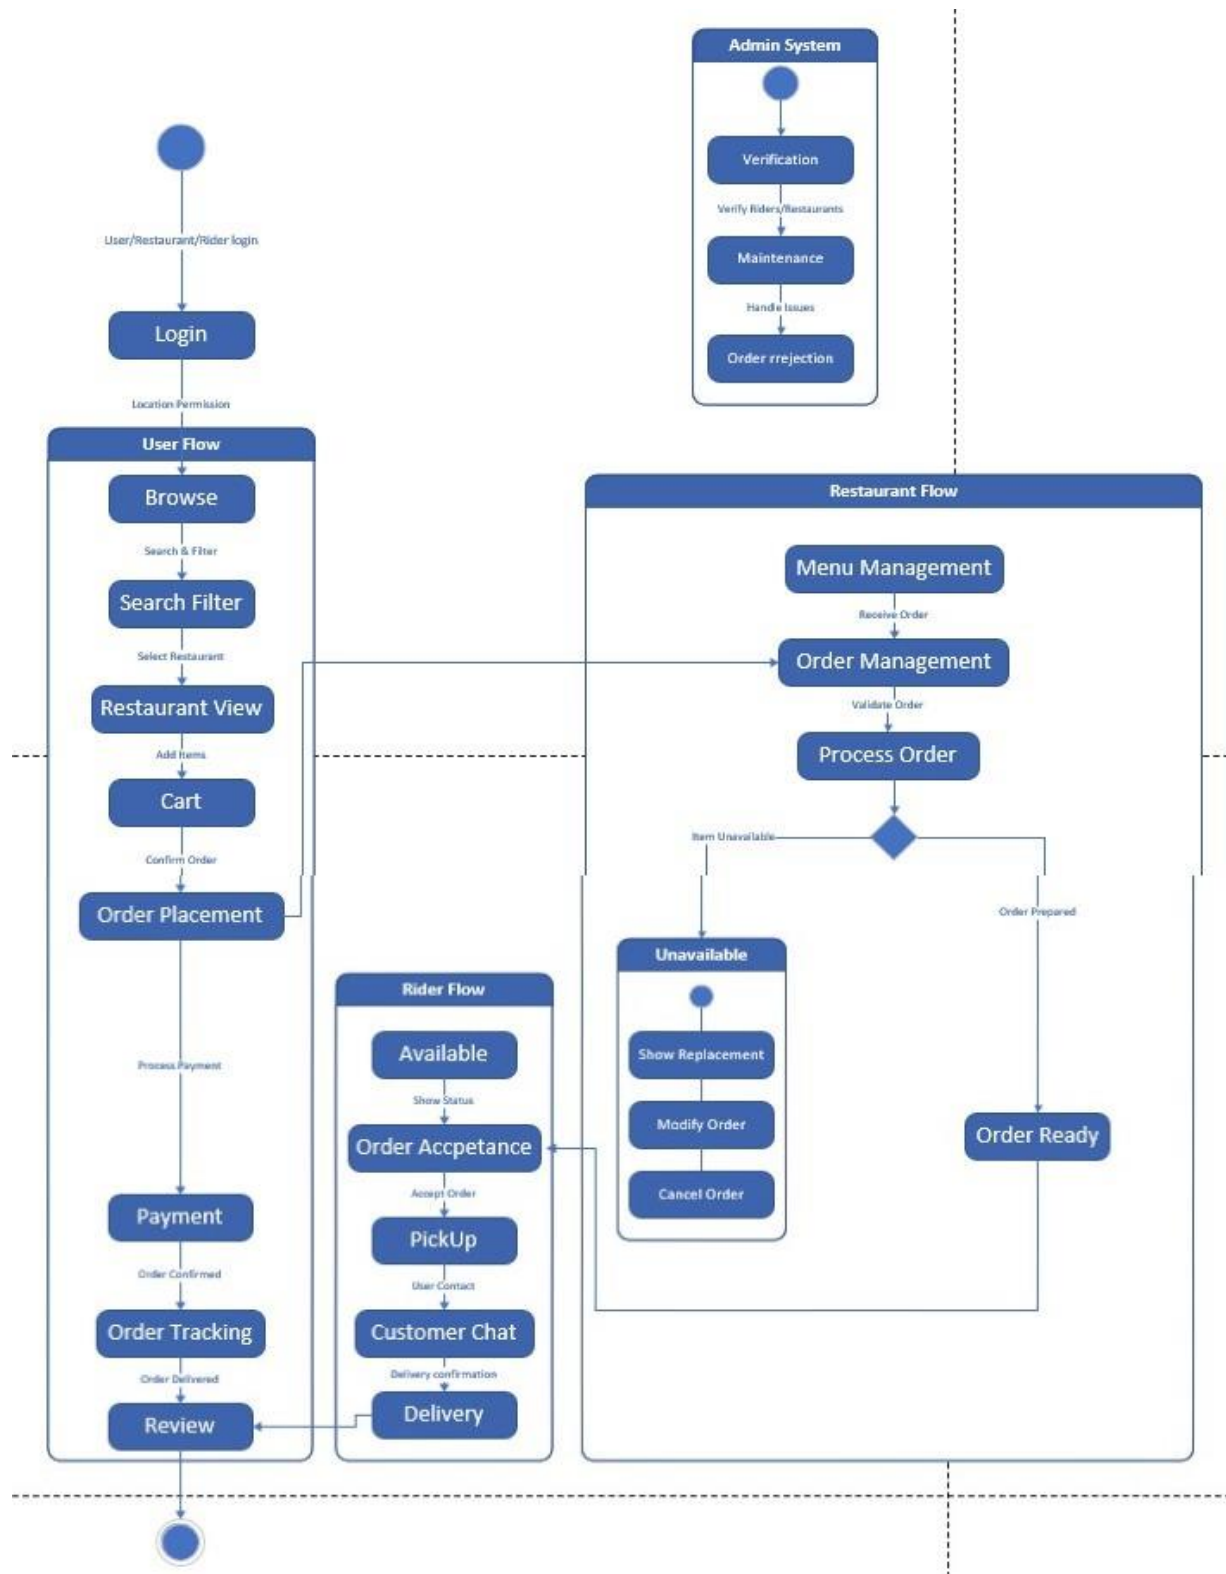 Admin System
Verification
Verify Riders/Restaurants
Maintenance
Handle Issues
Order rrejection
User/Restaurant/Rider login
Login
Location Permission
User Flow
Browse
Search & Filter
Search Filter
Select Restaurant
Restaurant View
Add Items
Cart
Confirm Order
Order Placement
Process Payment
Payment
Order Confirmed
Order Tracking
Order Delivered
Review
Restaurant Flow
Menu Management
Receive Order
Order Management
Validate Order
Process Order
Item Unavailable
Order Prepared
Unavailable
Show Replacement
Modify Order
Cancel Order
Order Ready
Rider Flow
Available
Show Status
Order Accpetance
Accept Order
PickUp
User Contact
Customer Chat
Delivery confirmation
Delivery